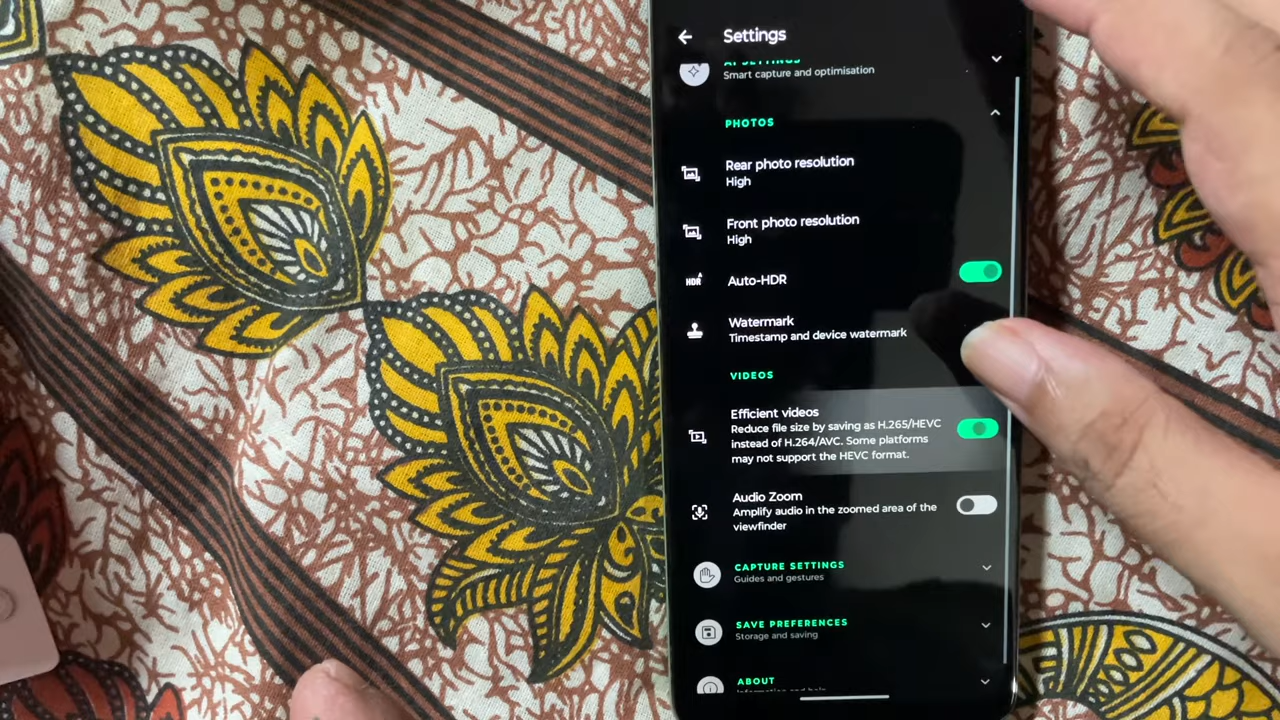 Settings
AI SETTINGS
Smart capture and optimisation
PHOTOS
Rear photo resolution
High
Front photo resolution
High
HDR
Auto-HDR
Watermark
Timestamp and device watermark
VIDEOS
Efficient videos
Reduce file size by saving as H.265/HEVC
instead of H.264/AVC. Some platforms
may not support the HEVC format.
Audio Zoom
Amplify audio in the zoomed area of the
viewfinder
CAPTURE SETTINGS
Guides and gestures
SAVE PREFERENCES
Storage and saving
ABOUT